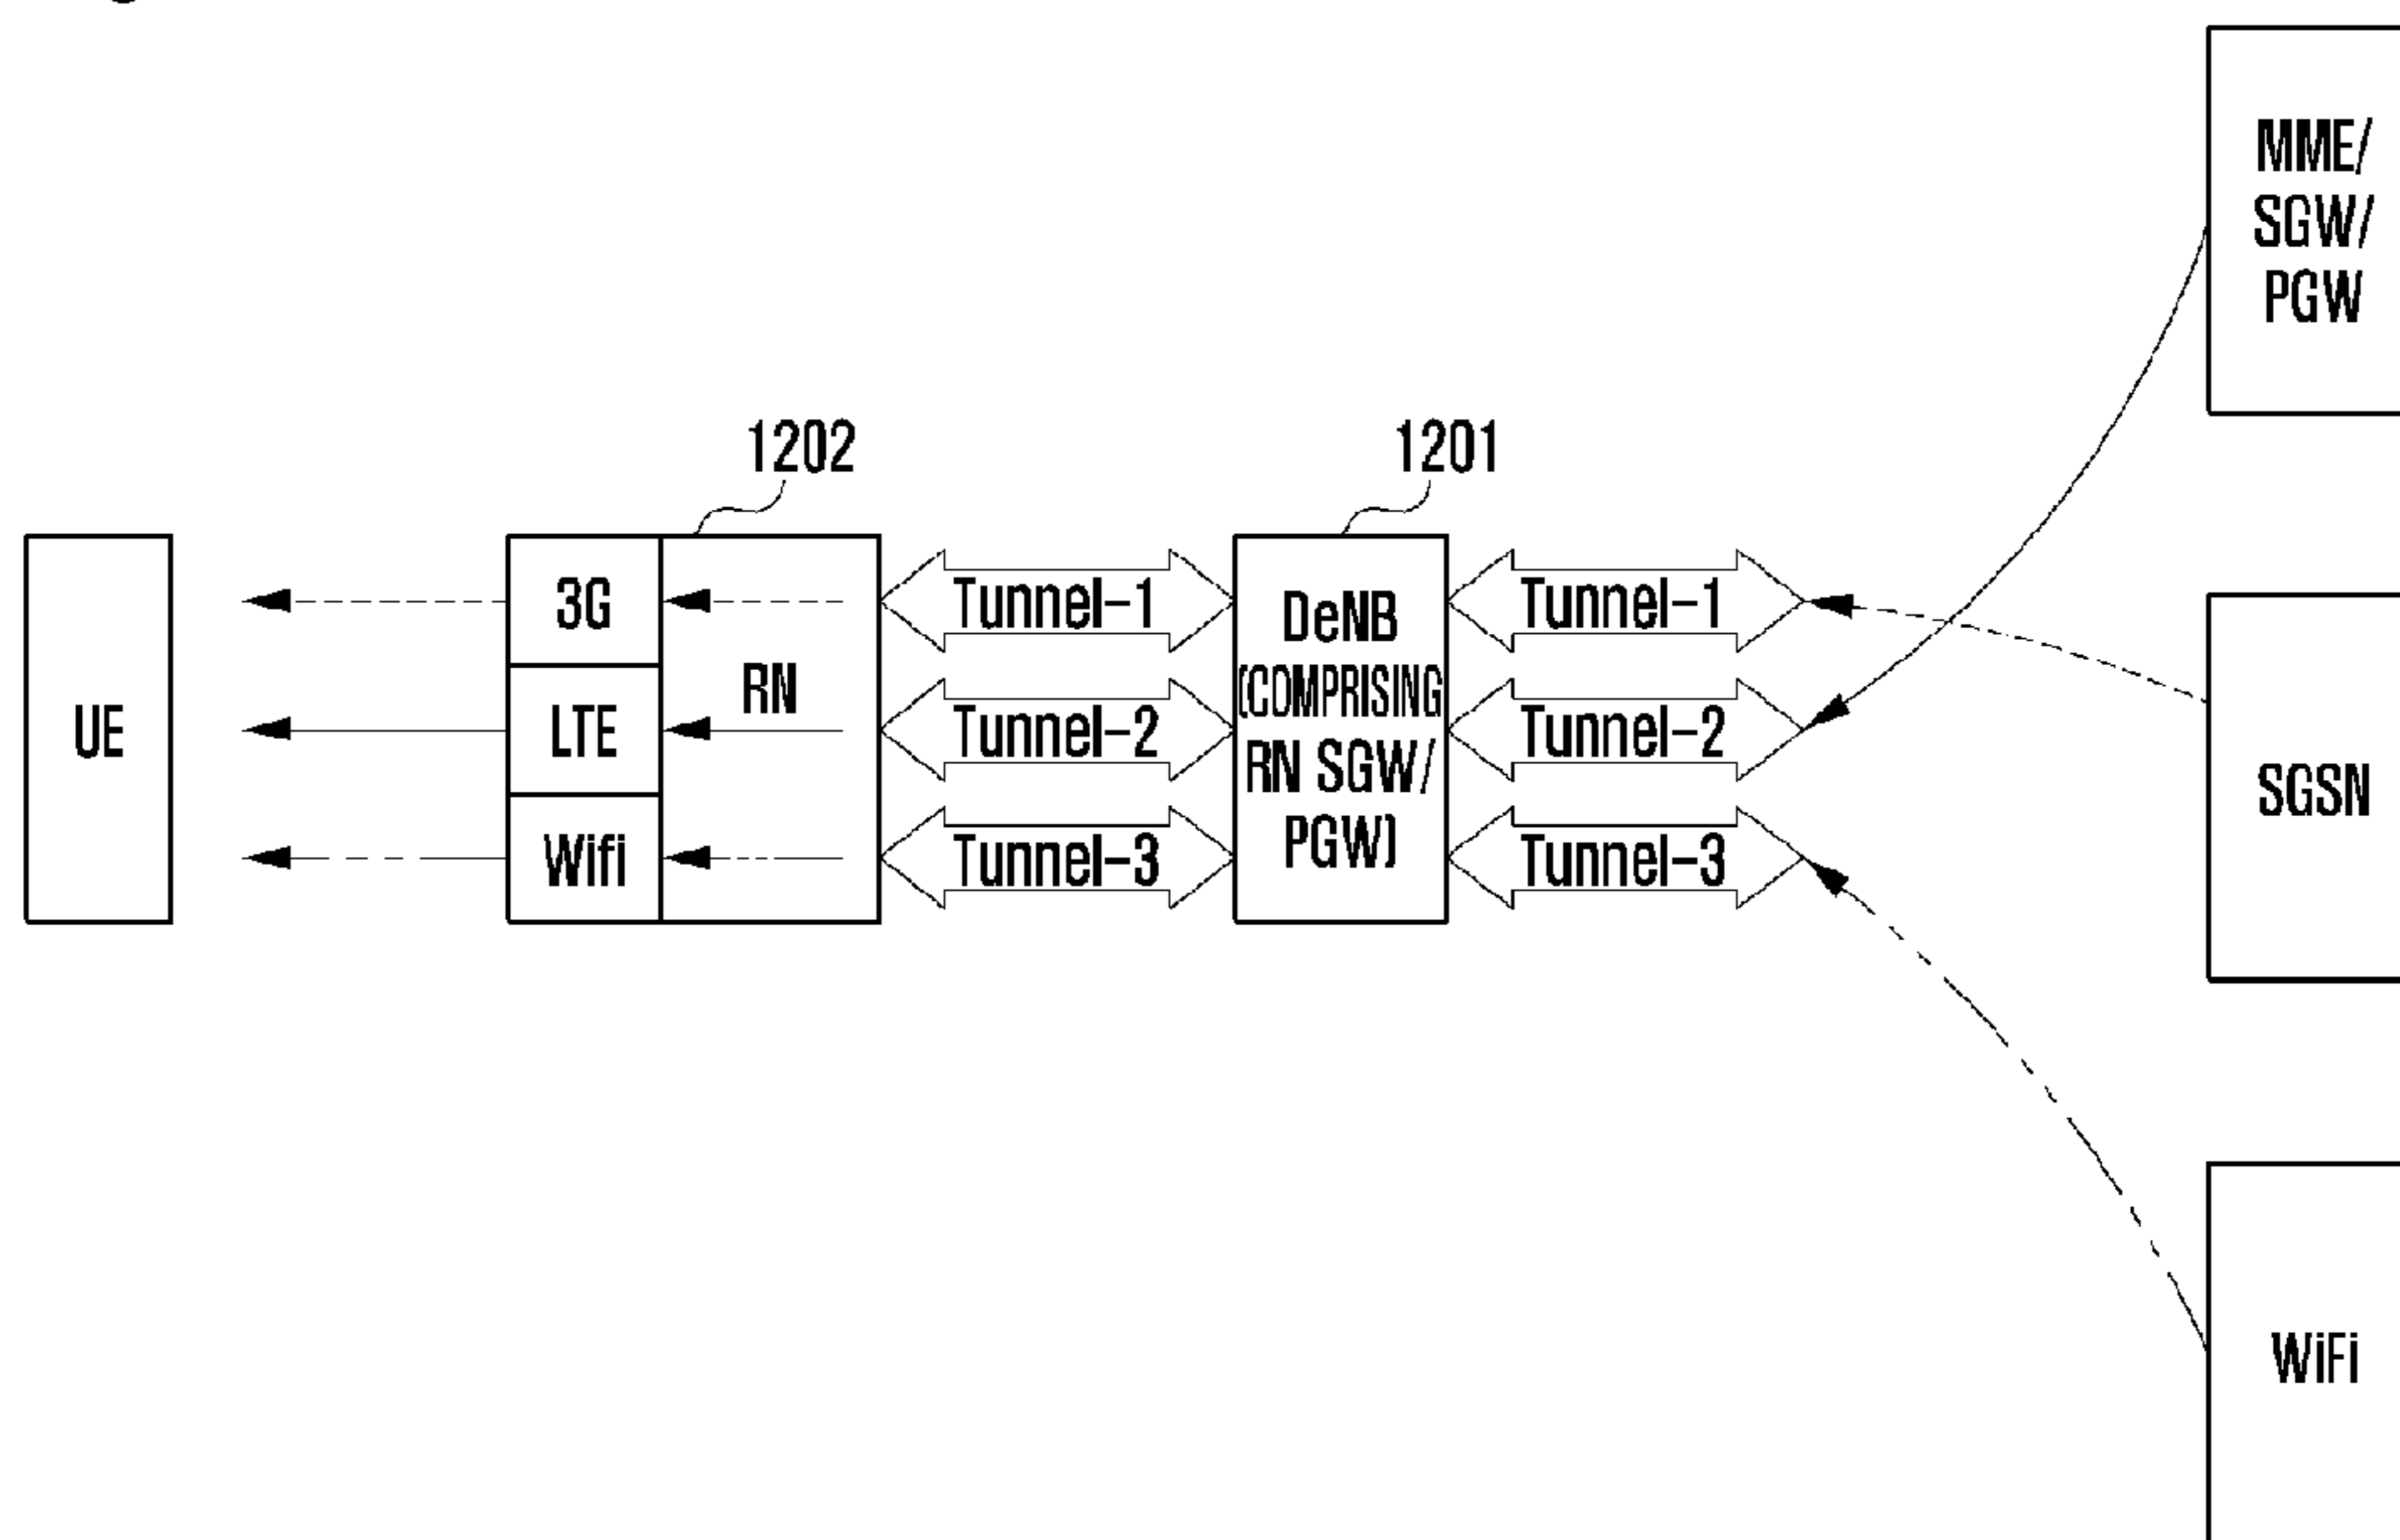 MME/
SGW/
PGW
1202
1201
UE
3G
LTE
Wifi
RN
Tunnel-1
Tunnel-2
Tunnel-3
DeNB
(COMPRISING
RN SGW/
PGW)
Tunnel-1
Tunnel-2
Tunnel-3
SGSN
WiFi